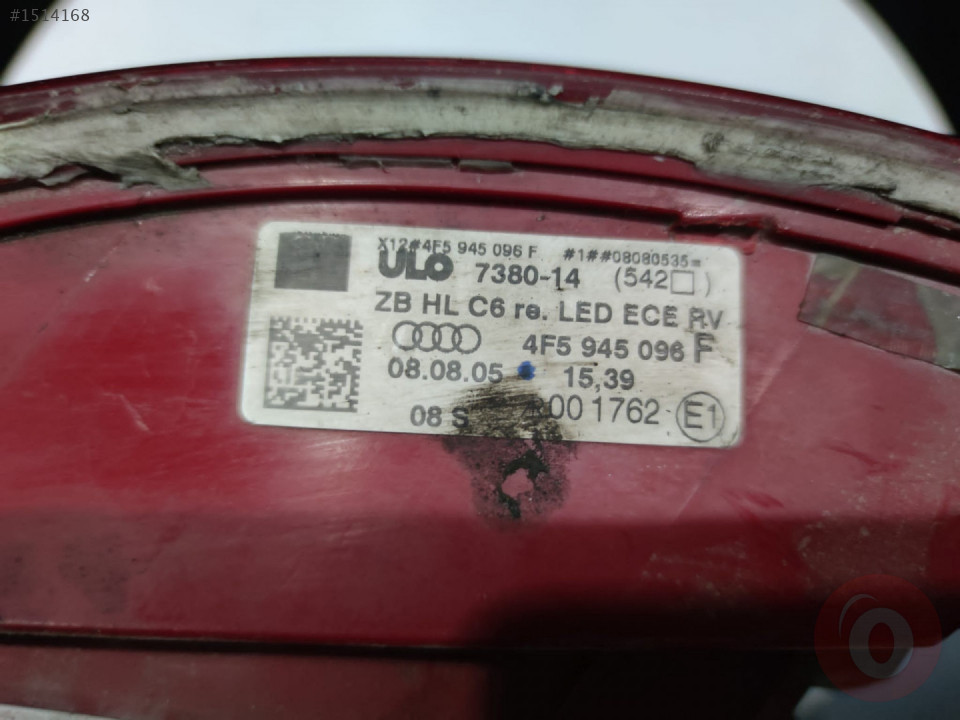 #1514168
X12#4F5 945 096 F #1##08080535=
ULO 7380-14 (542□)
ZB HL C6 re. LED ECE RV
4F5 945 096 F
08.08.05 15,39
08 S 001762 E1
O